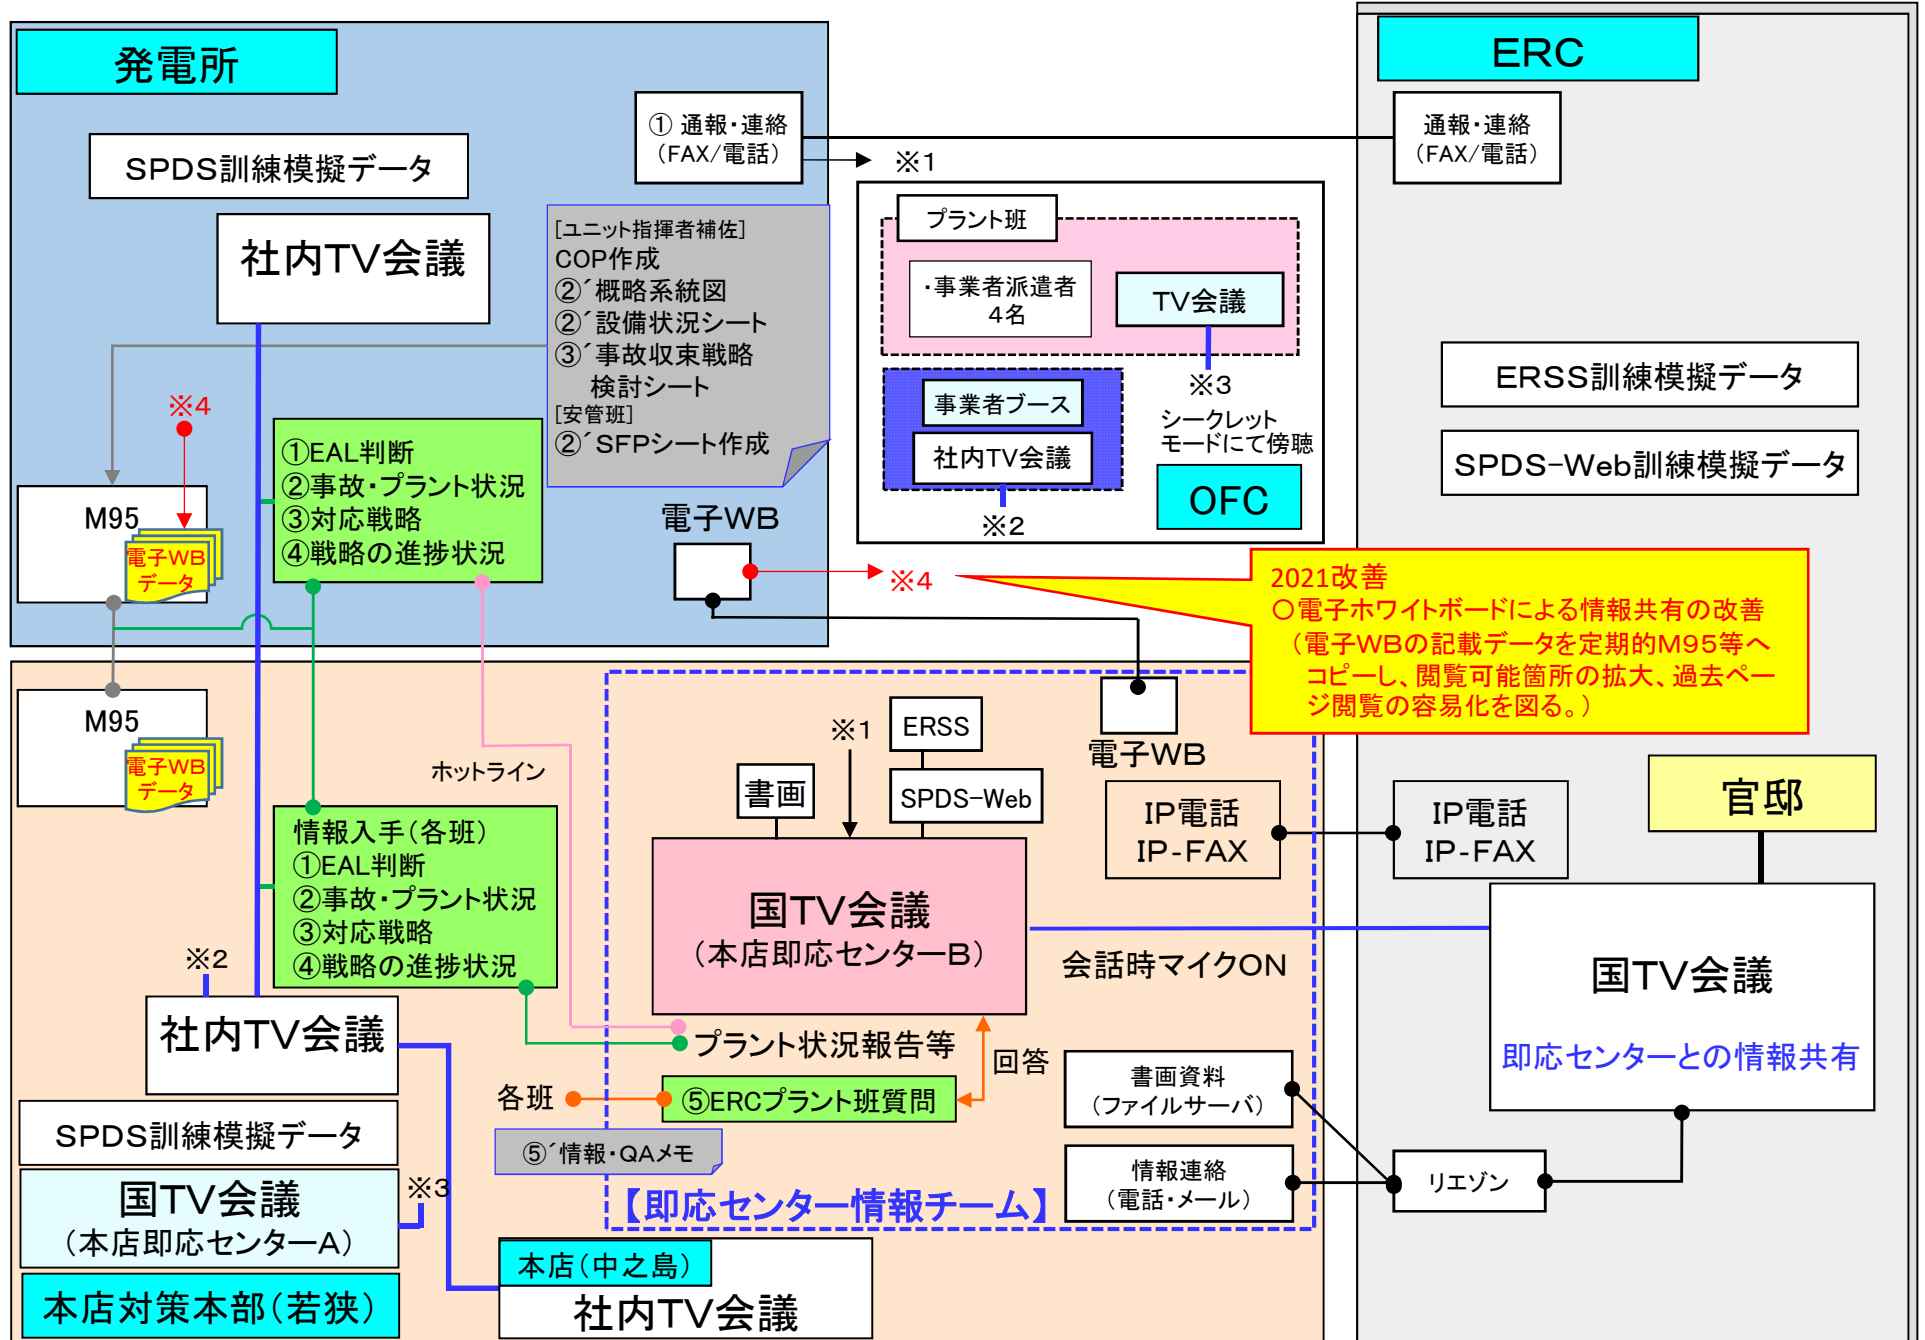 発電所
SPDS訓練模擬データ
社内TV会議
① 通報・連絡
（FAX/電話）
※1
[ユニット指揮者補佐]
COP作成
②´概略系統図
②´設備状況シート
③´事故収束戦略
検討シート
[安管班]
②´SFPシート作成
※4
①EAL判断
②事故・プラント状況
③対応戦略
④戦略の進捗状況
M95
電子WB
データ
電子WB
※4
プラント班
・事業者派遣者
4名
TV会議
※3
シークレット
モードにて傍聴
事業者ブース
社内TV会議
※2
OFC
ERC
通報・連絡
（FAX/電話）
ERSS訓練模擬データ
SPDS-Web訓練模擬データ
2021改善
○電子ホワイトボードによる情報共有の改善
（電子WBの記載データを定期的M95等へ
コピーし、閲覧可能箇所の拡大、過去ペー
ジ閲覧の容易化を図る。）
M95
電子WB
データ
ホットライン
情報入手（各班）
①EAL判断
②事故・プラント状況
③対応戦略
④戦略の進捗状況
※1
ERSS
書画
SPDS-Web
国TV会議
（本店即応センターB）
電子WB
IP電話
IP-FAX
会話時マイクON
IP電話
IP-FAX
官邸
国TV会議
即応センターとの情報共有
※2
社内TV会議
プラント状況報告等
回答
各班
⑤ERCプラント班質問
⑤´情報・QAメモ
【即応センター情報チーム】
書画資料
（ファイルサーバ）
情報連絡
（電話・メール）
リエゾン
SPDS訓練模擬データ
国TV会議
（本店即応センターA）
※3
本店対策本部（若狭）
本店（中之島）
社内TV会議